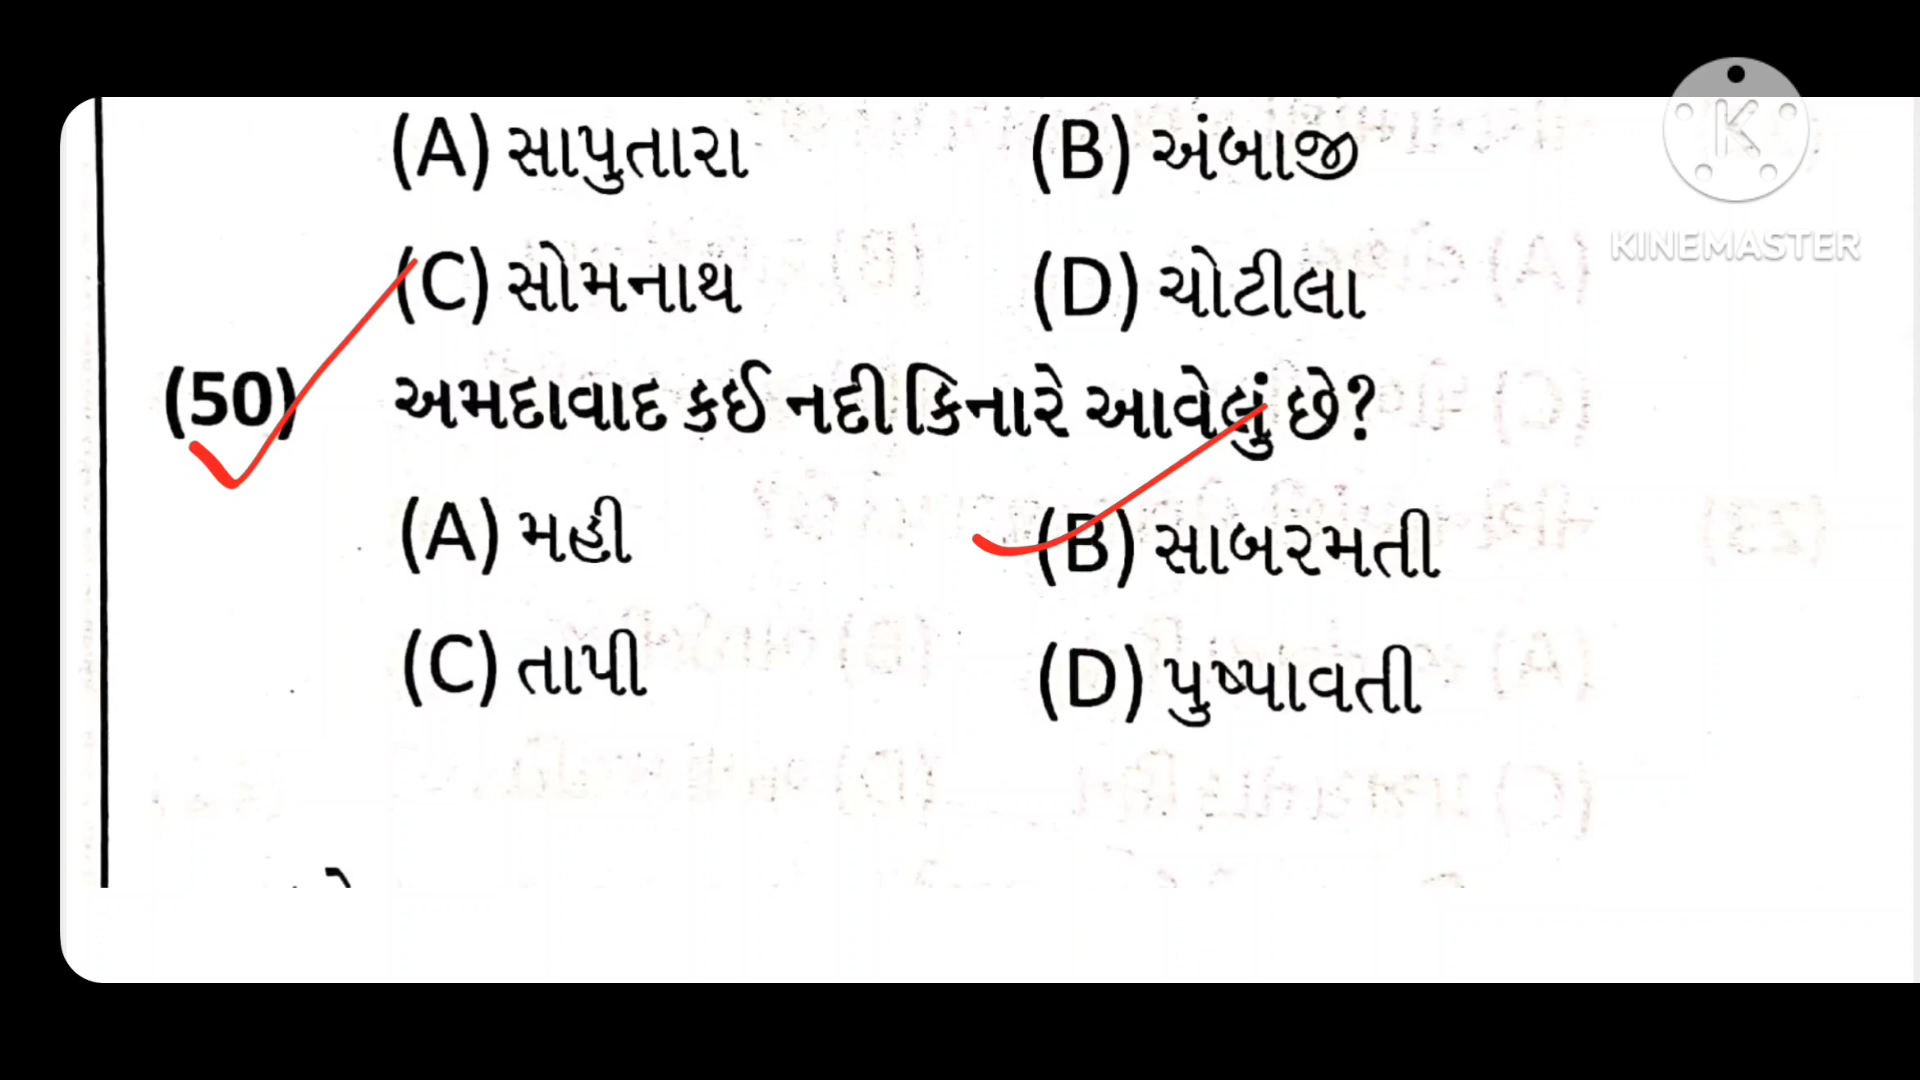 (A) સાપુતારા (B) અંબાજી
K
KINEMASTER
(C) સોમનાથ (D) ચોટીલા
(50) અમદાવાદ કઈ નદી કિનારે આવેલું છે?
(A) મહી (B) સાબરમતી
(C) તાપી (D) પુષ્પાવતી